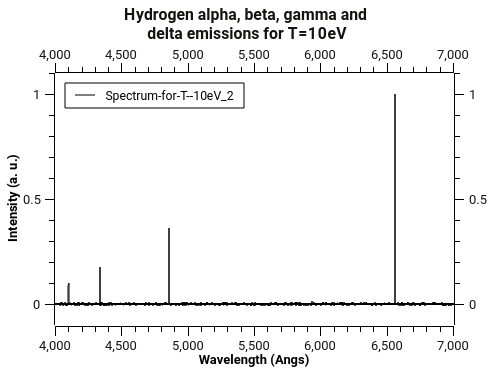 Hydrogen alpha, beta, gamma and
delta emissions for T=10eV
4,000 4,500 5,000 5,500 6,000 6,500 7,000
Spectrum-for-T--10eV_2
1 1
0.5 0.5
0 0
Intensity (a. u.)
4,000 4,500 5,000 5,500 6,000 6,500 7,000
Wavelength (Angs)